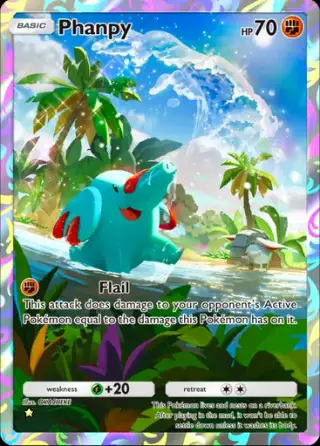 BASIC
Phanpy
HP 70
Flail
This attack does damage to your opponent's Active
Pokémon equal to the damage this Pokémon has on it.
weakness +20
retreat
This Pokémon lives and nests on a riverbank.
After playing in the mud, it won't be able to
settle down unless it washes its body.